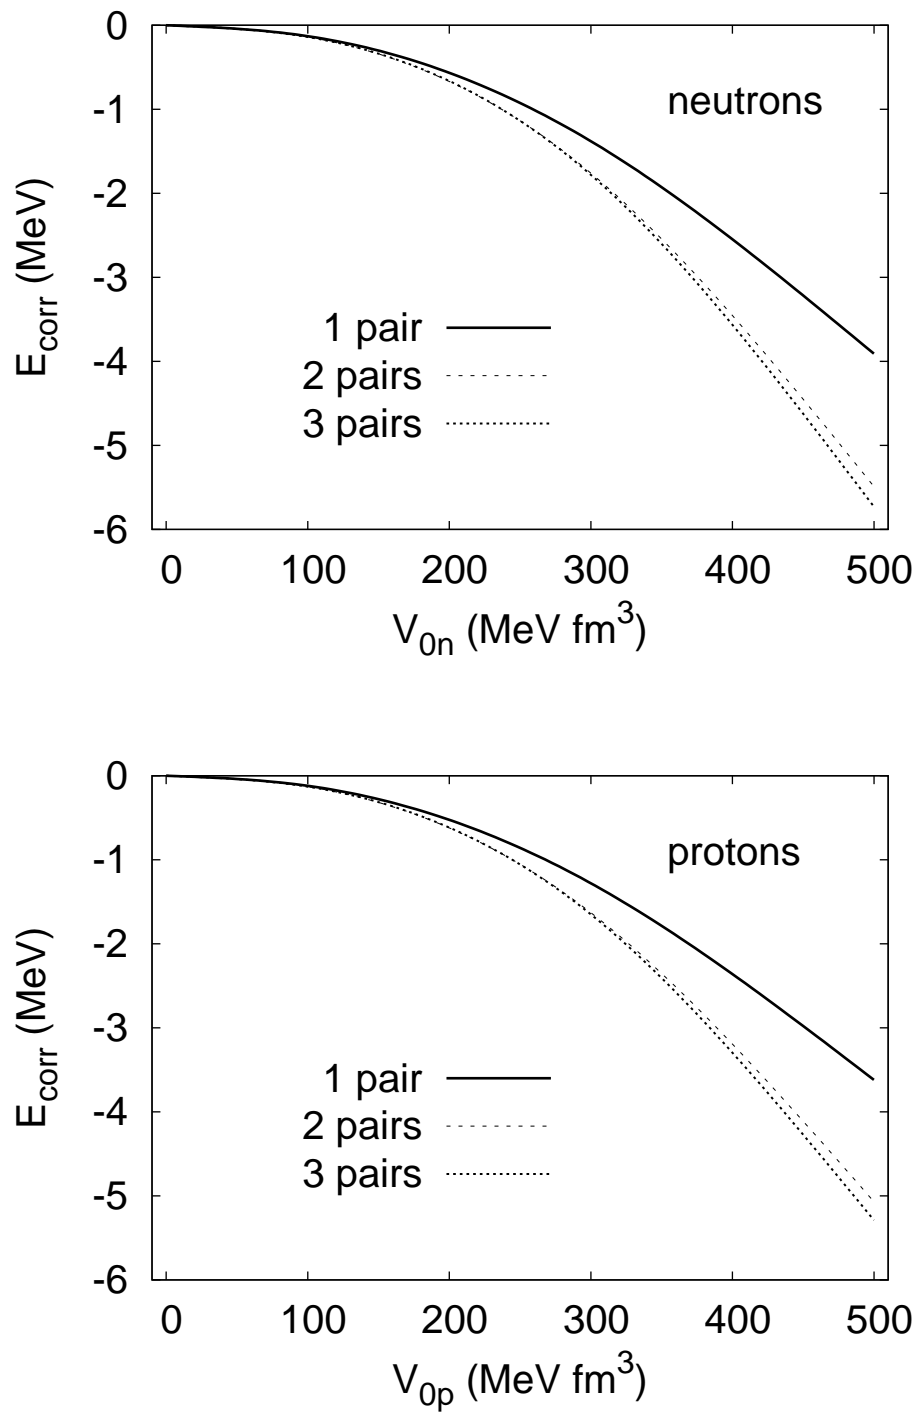 0
-1
-2
-3
-4
-5
-6
E_corr (MeV)
neutrons
1 pair
2 pairs
3 pairs
0 100 200 300 400 500
V_0n (MeV fm^3)
0
-1
-2
-3
-4
-5
-6
E_corr (MeV)
protons
1 pair
2 pairs
3 pairs
0 100 200 300 400 500
V_0p (MeV fm^3)